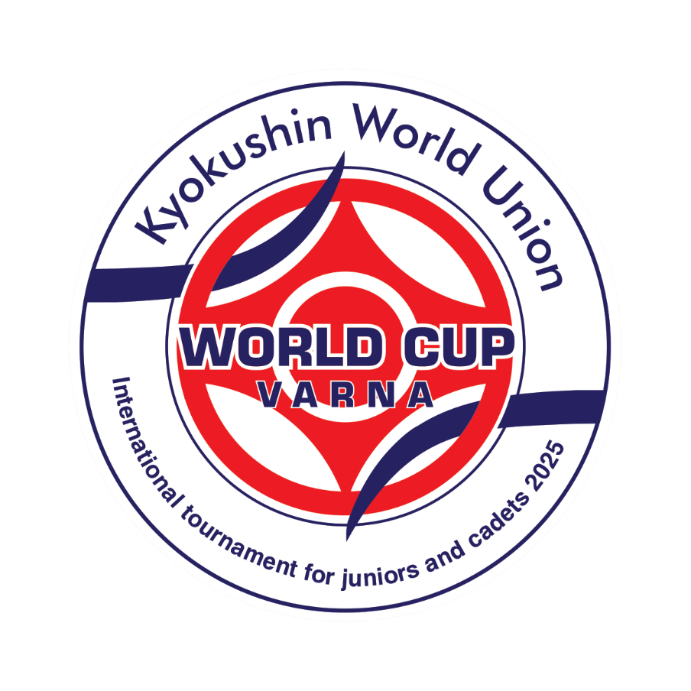 Kyokushin World Union
WORLD CUP
VARNA
International tournament for juniors and cadets 2025